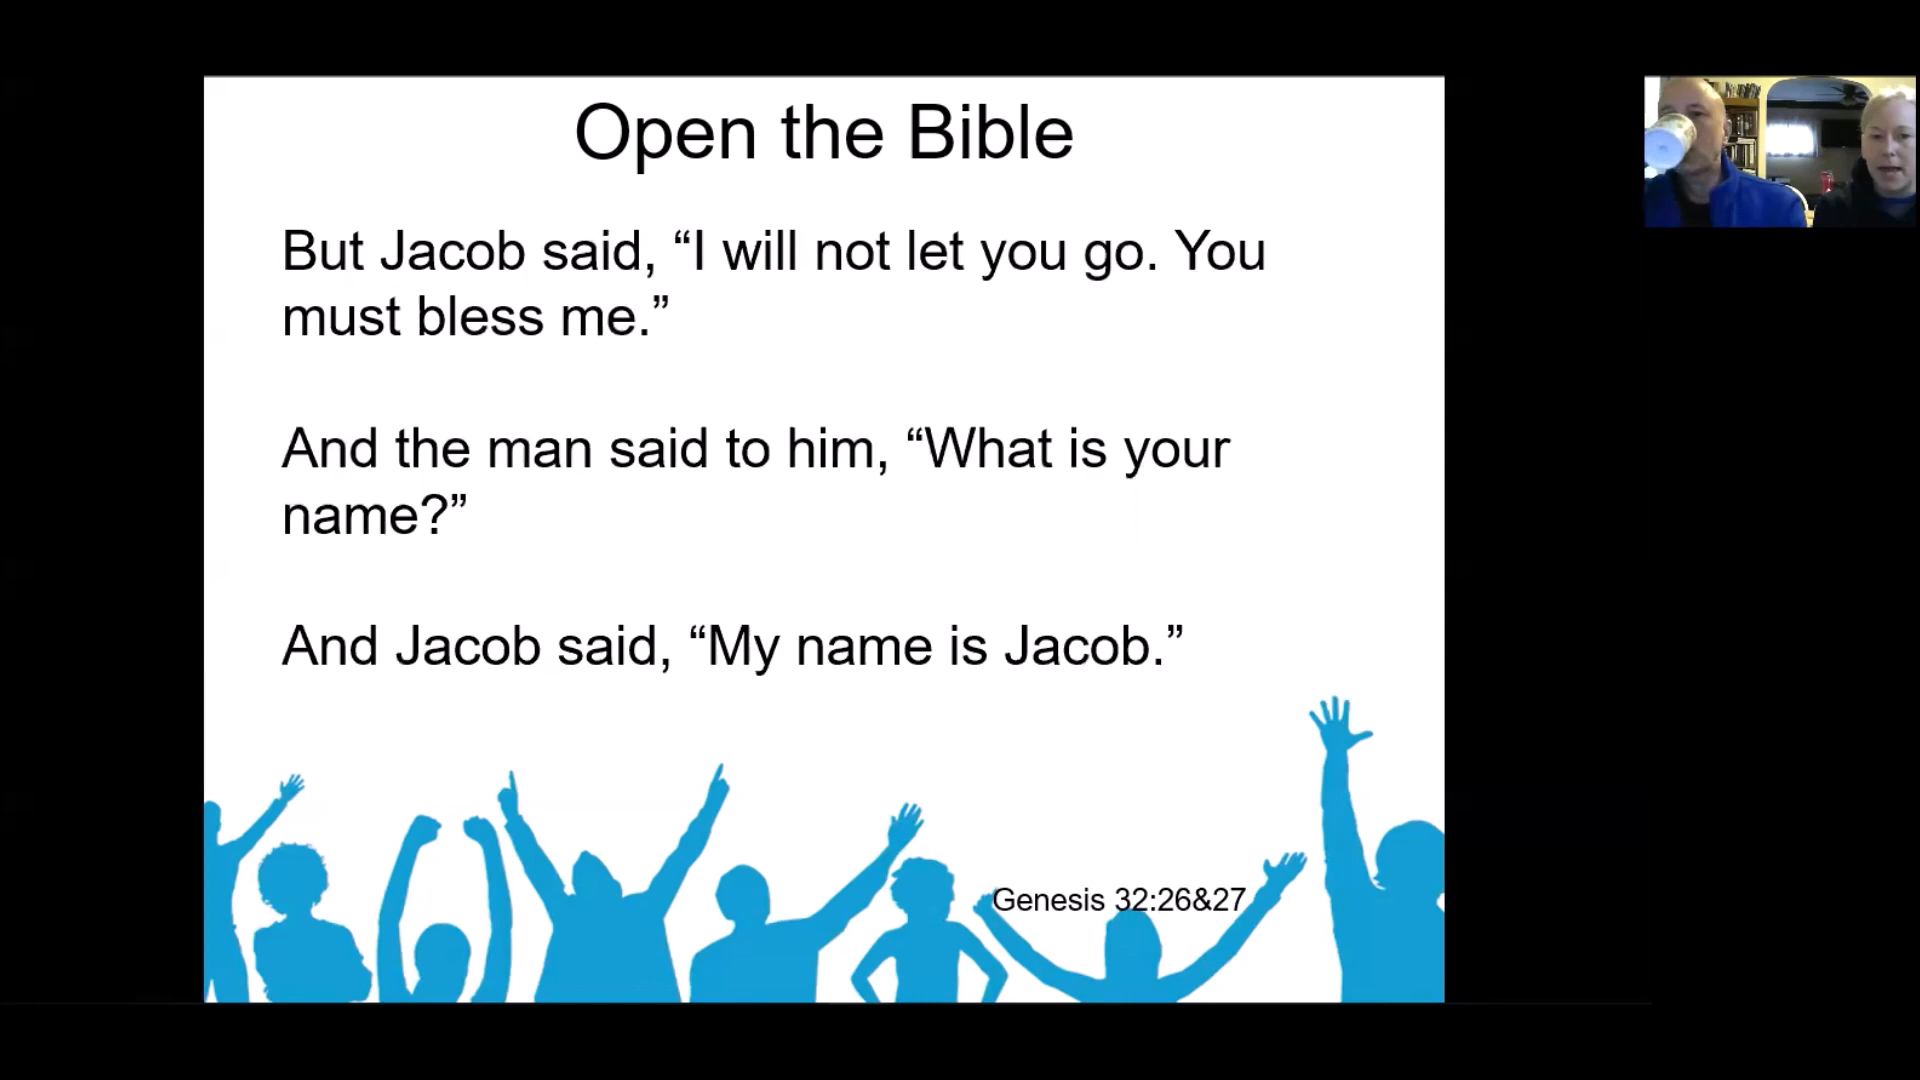 Open the Bible
But Jacob said, “I will not let you go. You
must bless me.”
And the man said to him, “What is your
name?”
And Jacob said, “My name is Jacob.”
Genesis 32:26&27